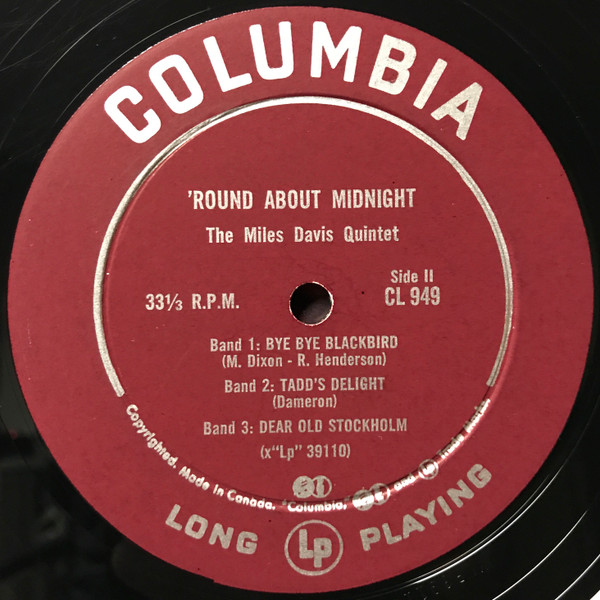 COLUMBIA
'ROUND ABOUT MIDNIGHT
The Miles Davis Quintet
33⅓ R.P.M.
Side II
CL 949
Band 1: BYE BYE BLACKBIRD
(M. Dixon - R. Henderson)
Band 2: TADD'S DELIGHT
(Dameron)
Band 3: DEAR OLD STOCKHOLM
(x"Lp" 39110)
Copyrighted. Made in Canada. "Columbia," and Lp
LONG Lp PLAYING